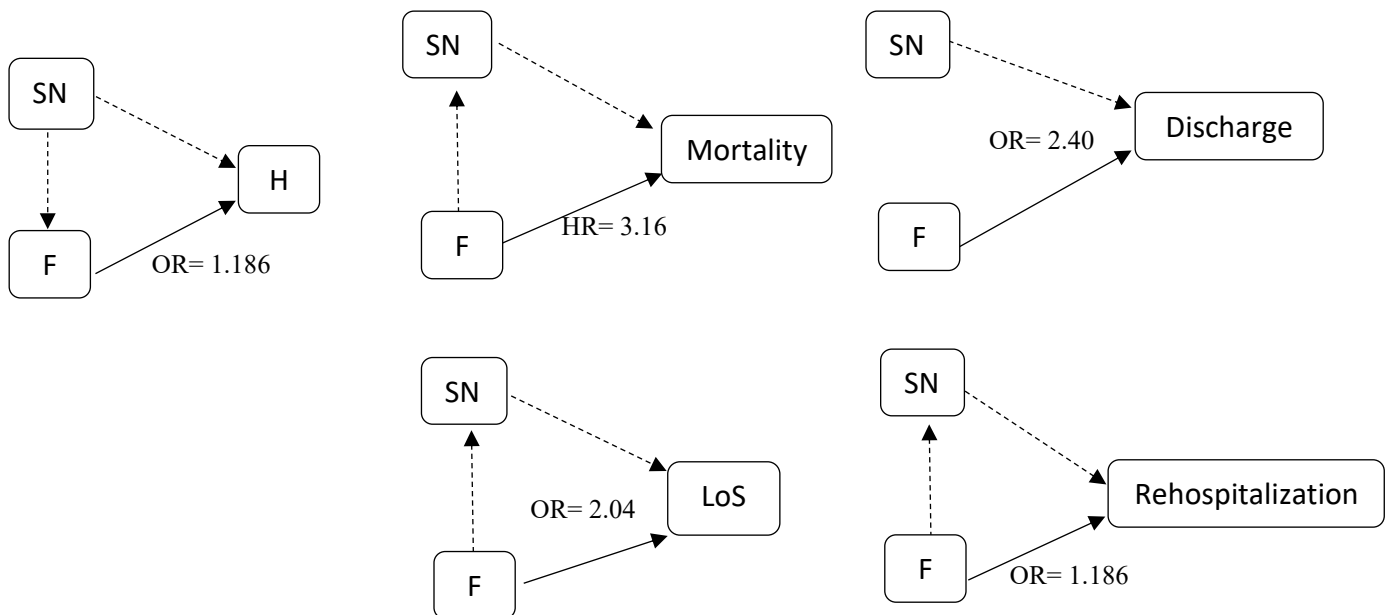 SN
H
F
OR= 1.186
SN
Mortality
F
HR= 3.16
SN
Discharge
OR= 2.40
F
SN
LoS
OR= 2.04
F
SN
Rehospitalization
F
OR= 1.186